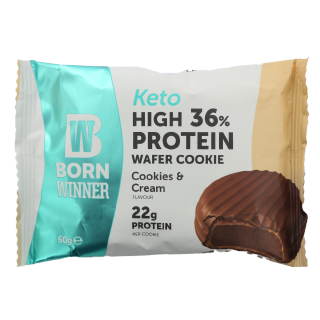 Keto
HIGH 36%
PROTEIN
WAFER COOKIE
Cookies &
Cream
FLAVOUR
22g
PROTEIN
PER COOKIE
BORN
WINNER
60g℮